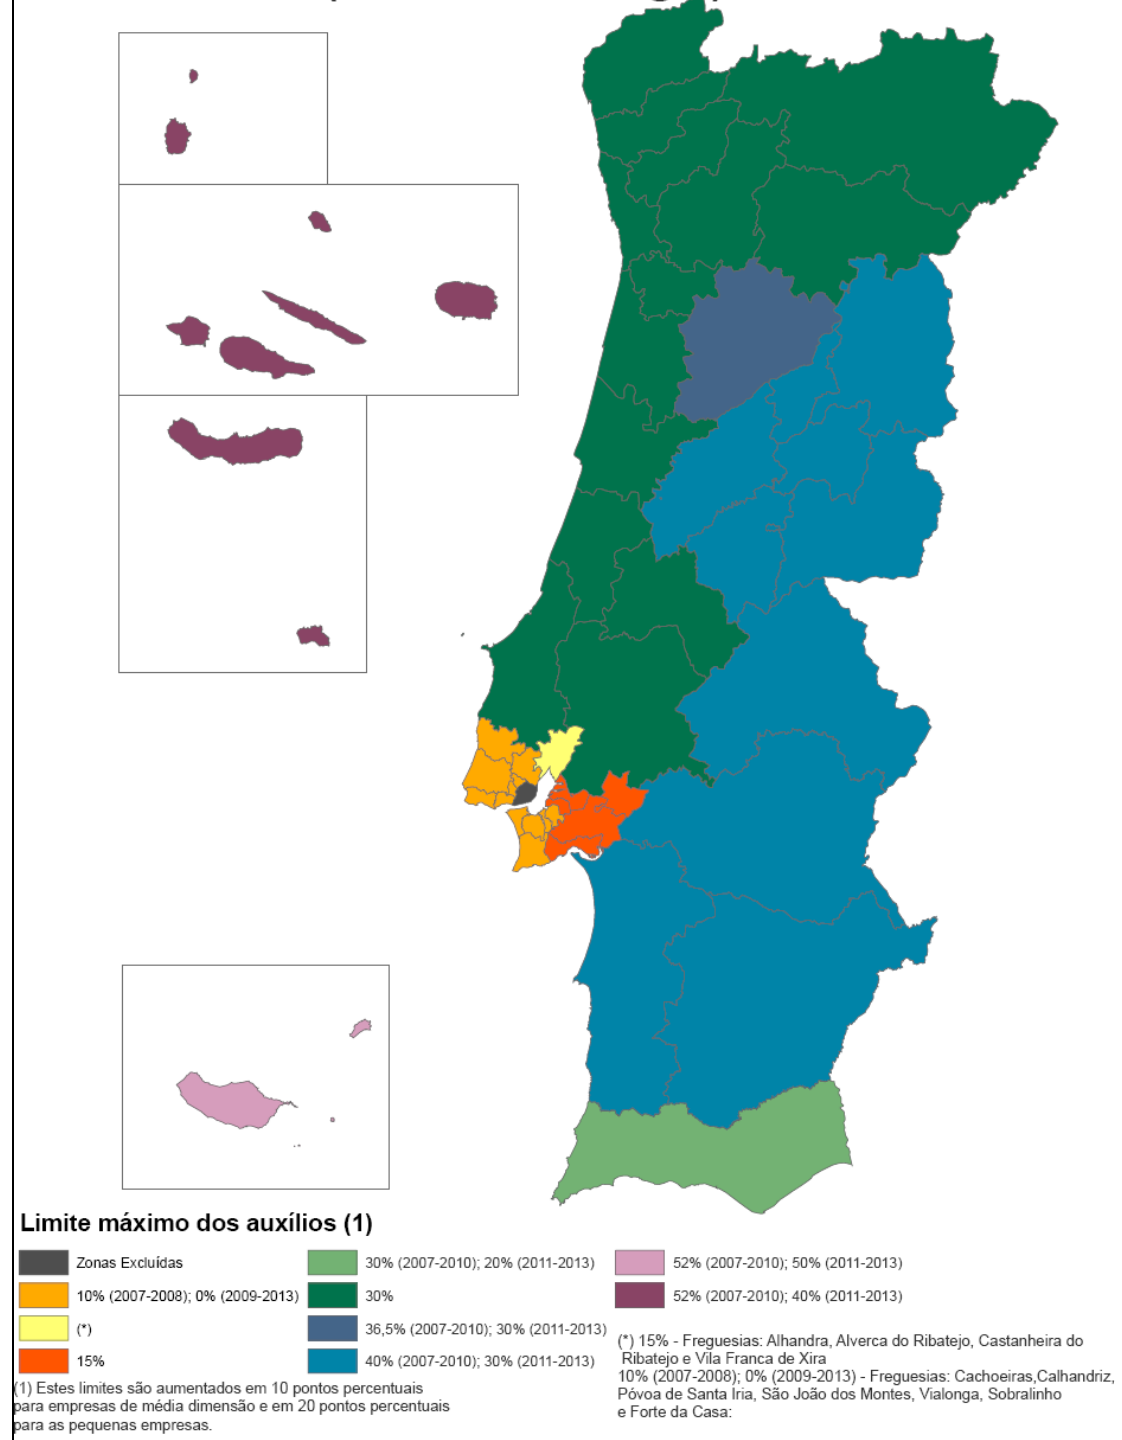 Limite máximo dos auxílios (1)
Zonas Excluídas
10% (2007-2008); 0% (2009-2013)
(*)
15%
30% (2007-2010); 20% (2011-2013)
30%
36,5% (2007-2010); 30% (2011-2013)
40% (2007-2010); 30% (2011-2013)
52% (2007-2010); 50% (2011-2013)
52% (2007-2010); 40% (2011-2013)
(*) 15% - Freguesias: Alhandra, Alverca do Ribatejo, Castanheira do
Ribatejo e Vila Franca de Xira
10% (2007-2008); 0% (2009-2013) - Freguesias: Cachoeiras,Calhandriz,
Póvoa de Santa Iria, São João dos Montes, Vialonga, Sobralinho
e Forte da Casa:
(1) Estes limites são aumentados em 10 pontos percentuais
para empresas de média dimensão e em 20 pontos percentuais
para as pequenas empresas.